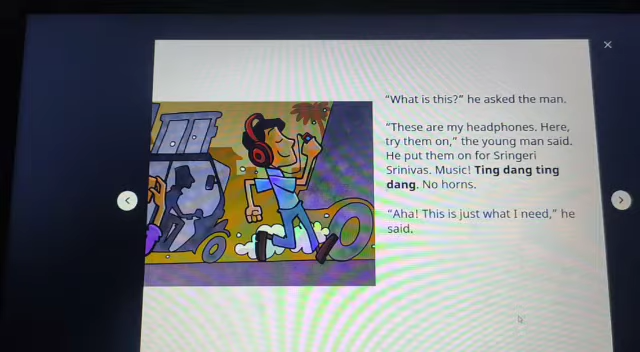 “What is this?” he asked the man.
“These are my headphones. Here,
try them on,” the young man said.
He put them on for Sringeri
Srinivas. Music! Ting dang ting
dang. No horns.
“Aha! This is just what I need,” he
said.